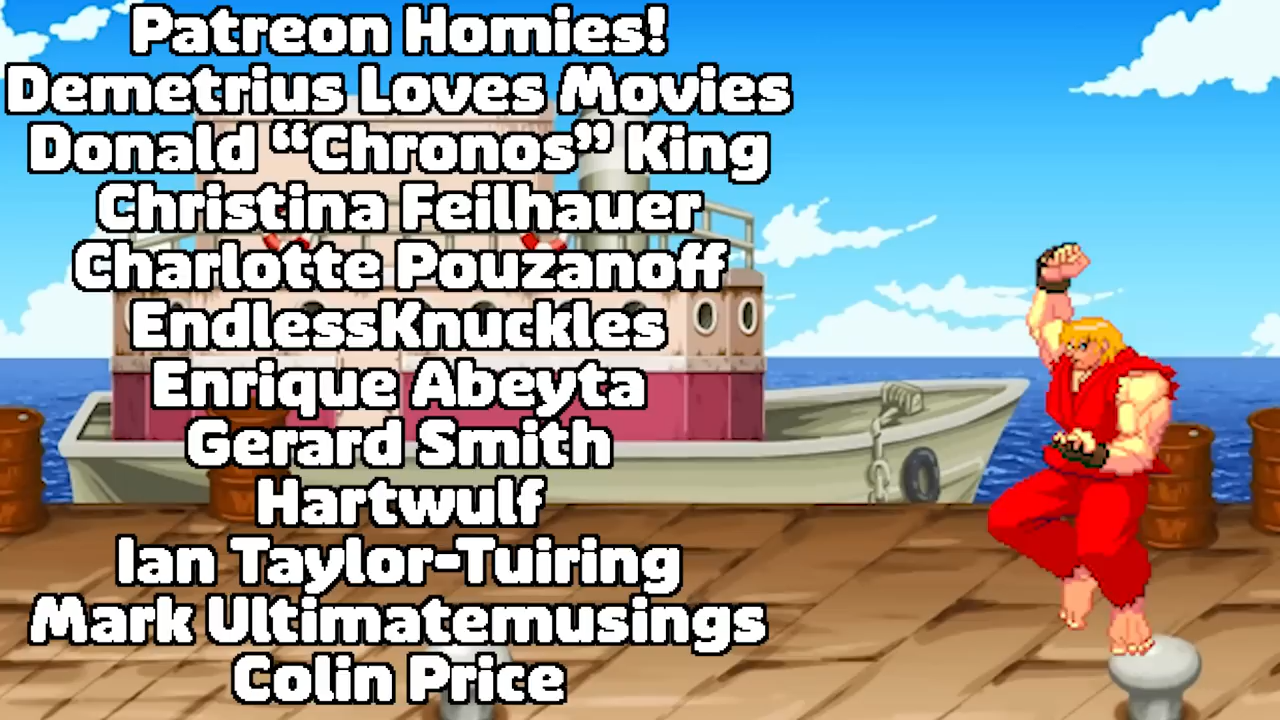 Patreon Homies!
Demetrius Loves Movies
Donald “Chronos” King
Christina Feilhauer
Charlotte Pouzanoff
EndlessKnuckles
Enrique Abeyta
Gerard Smith
Hartwulf
Ian Taylor-Tuiring
Mark Ultimatemusings
Colin Price